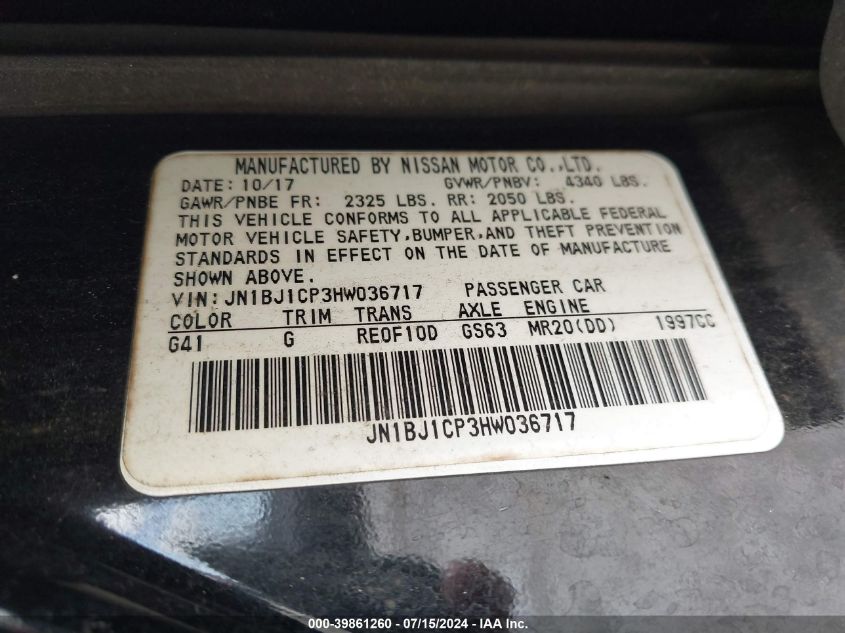 MANUFACTURED BY NISSAN MOTOR CO.,LTD.
DATE: 10/17 GVWR/PNBV: 4340 LBS.
GAWR/PNBE FR: 2325 LBS. RR: 2050 LBS.
THIS VEHICLE CONFORMS TO ALL APPLICABLE FEDERAL
MOTOR VEHICLE SAFETY,BUMPER,AND THEFT PREVENTION
STANDARDS IN EFFECT ON THE DATE OF MANUFACTURE
SHOWN ABOVE.
VIN: JN1BJ1CP3HW036717 PASSENGER CAR
COLOR TRIM TRANS AXLE ENGINE
G41 G RE0F10D GS63 MR20(DD) 1997CC
JN1BJ1CP3HW036717
000-39861260 - 07/15/2024 - IAAI.com